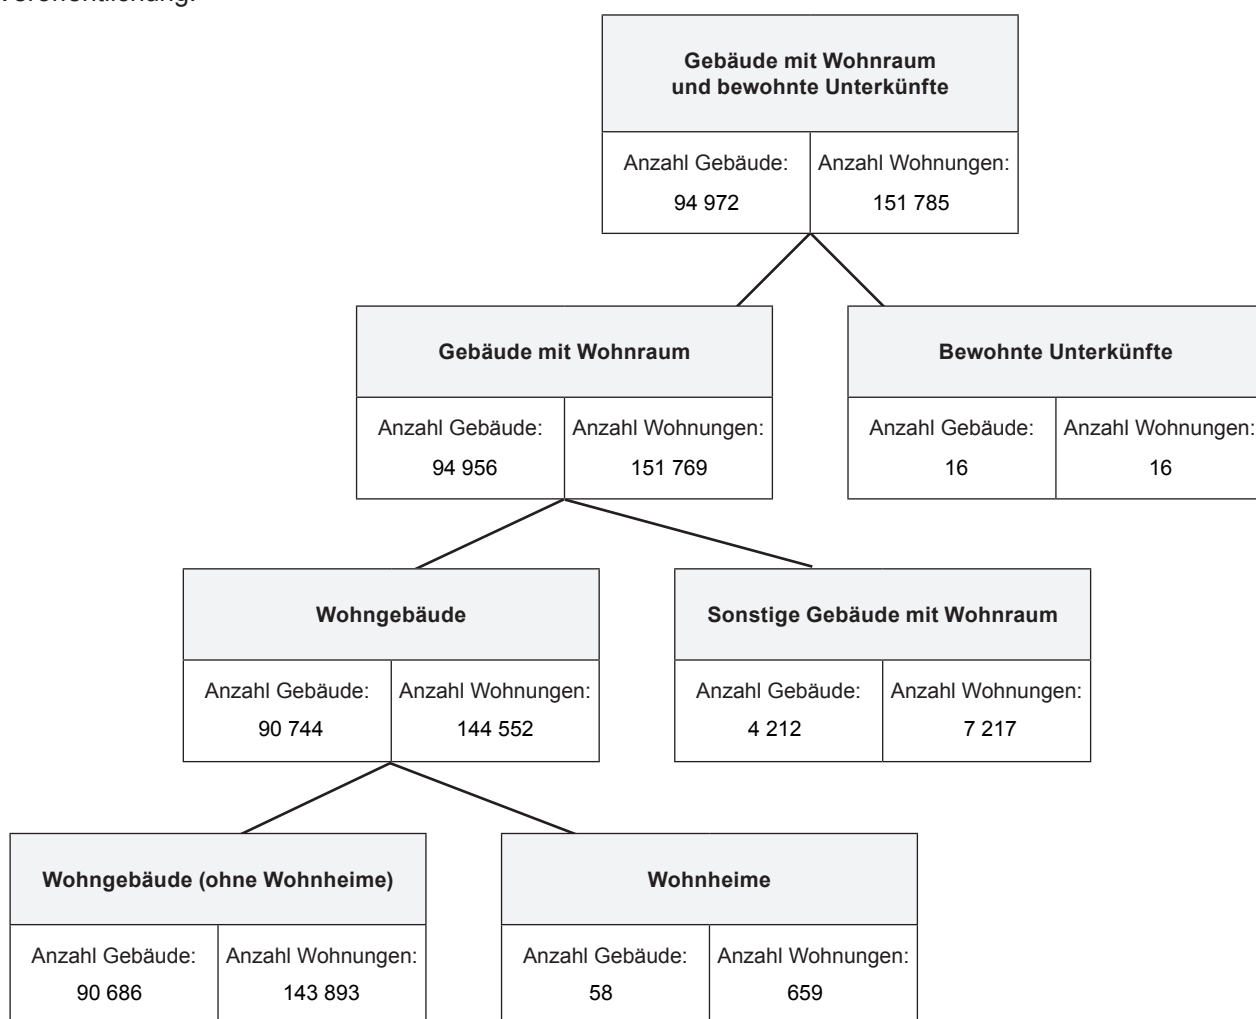 Veröffentlichung.
Gebäude mit Wohnraum
und bewohnte Unterkünfte
Anzahl Gebäude: Anzahl Wohnungen:
94 972 151 785
Gebäude mit Wohnraum Bewohnte Unterkünfte
Anzahl Gebäude: Anzahl Wohnungen: Anzahl Gebäude: Anzahl Wohnungen:
94 956 151 769 16 16
Wohngebäude Sonstige Gebäude mit Wohnraum
Anzahl Gebäude: Anzahl Wohnungen: Anzahl Gebäude: Anzahl Wohnungen:
90 744 144 552 4 212 7 217
Wohngebäude (ohne Wohnheime) Wohnheime
Anzahl Gebäude: Anzahl Wohnungen: Anzahl Gebäude: Anzahl Wohnungen:
90 686 143 893 58 659